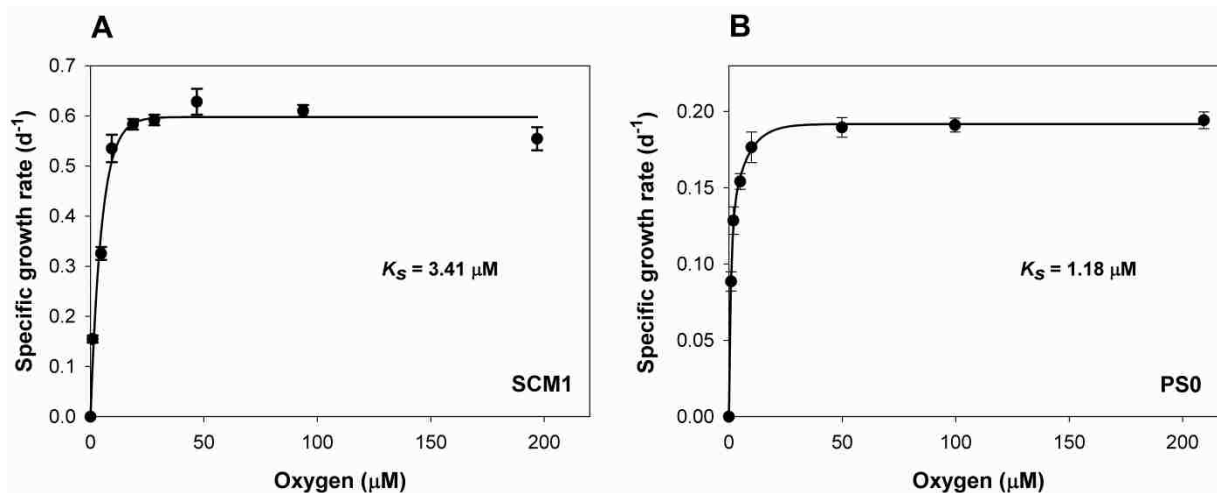 A
Specific growth rate (d⁻¹)
0.7
0.6
0.5
0.4
0.3
0.2
0.1
0.0
Ks = 3.41 μM
SCM1
0
50
100
150
200
Oxygen (μM)
B
Specific growth rate (d⁻¹)
0.20
0.15
0.10
0.05
0.00
Ks = 1.18 μM
PS0
0
50
100
150
200
Oxygen (μM)